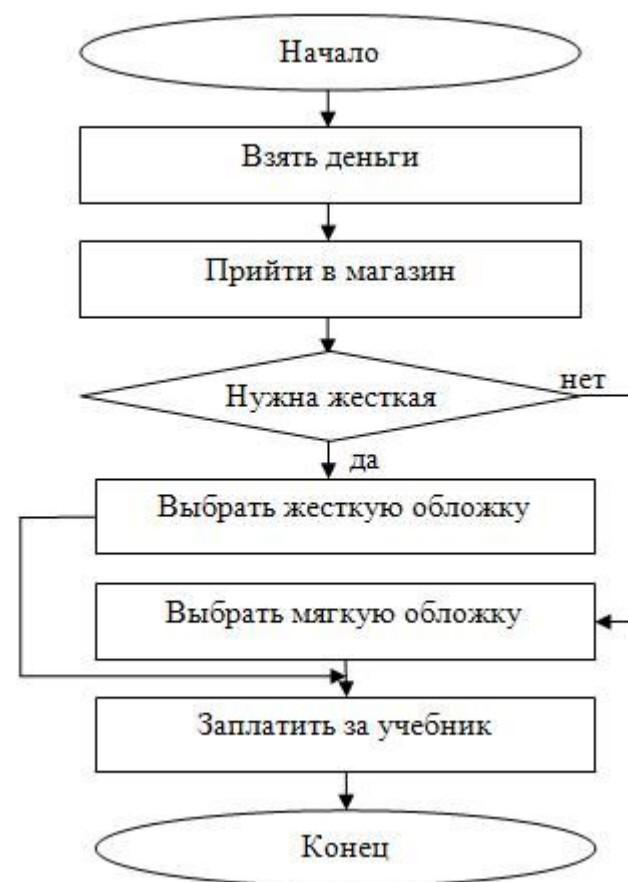 Начало
Взять деньги
Прийти в магазин
Нужна жесткая
нет
да
Выбрать жесткую обложку
Выбрать мягкую обложку
Заплатить за учебник
Конец